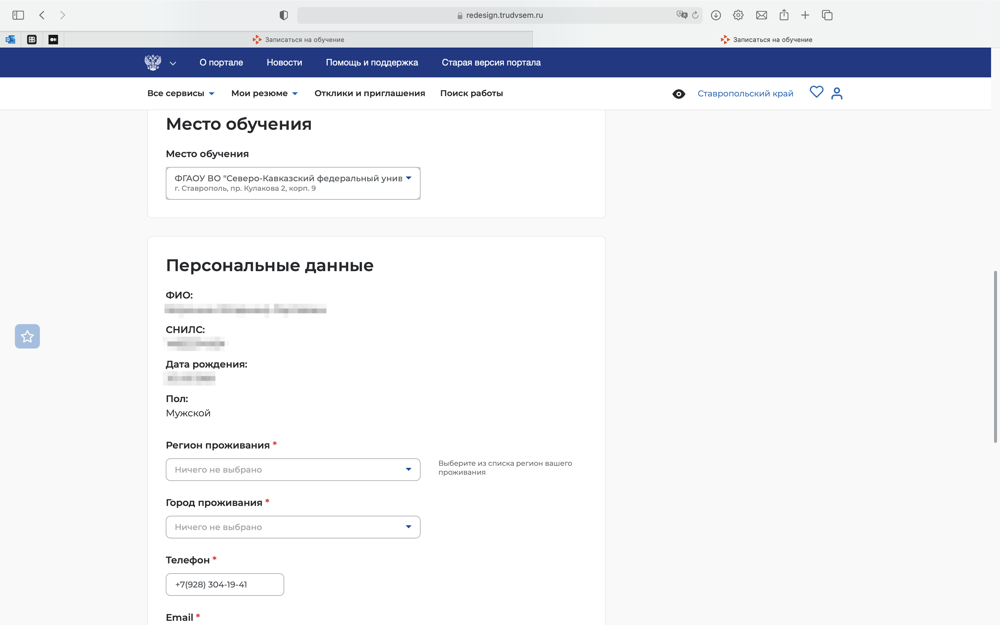 redesign.trudvsem.ru
Записаться на обучение
Записаться на обучение
О портале
Новости
Помощь и поддержка
Старая версия портала
Все сервисы
Мои резюме
Отклики и приглашения
Поиск работы
Ставропольский край
Место обучения
Место обучения
ФГАОУ ВО "Северо-Кавказский федеральный унив
г. Ставрополь, пр. Кулакова 2, корп. 9
Персональные данные
ФИО:
СНИЛС:
Дата рождения:
Пол:
Мужской
Регион проживания *
Ничего не выбрано
Выберите из списка регион вашего
проживания
Город проживания *
Ничего не выбрано
Телефон *
+7(928) 304-19-41
Email *